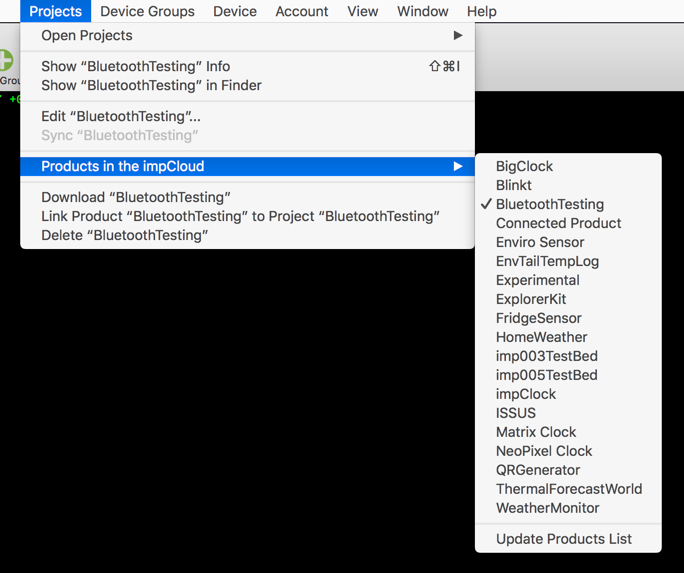 Projects Device Groups Device Account View Window Help
Open Projects ▶
Show “BluetoothTesting” Info ⇧⌘I
Show “BluetoothTesting” in Finder
Edit “BluetoothTesting”...
Sync “BluetoothTesting”
Products in the impCloud ▶
Download “BluetoothTesting”
Link Product “BluetoothTesting” to Project “BluetoothTesting”
Delete “BluetoothTesting”
BigClock
Blinkt
✓ BluetoothTesting
Connected Product
Enviro Sensor
EnvTailTempLog
Experimental
ExplorerKit
FridgeSensor
HomeWeather
imp003TestBed
imp005TestBed
impClock
ISSUS
Matrix Clock
NeoPixel Clock
QRGenerator
ThermalForecastWorld
WeatherMonitor
Update Products List